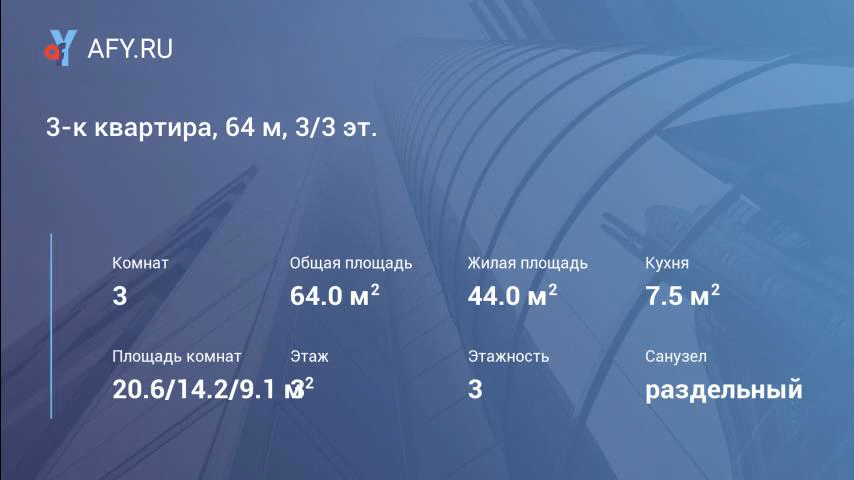 AFY.RU
3-к квартира, 64 м, 3/3 эт.
Комнат Общая площадь Жилая площадь Кухня
3 64.0 м² 44.0 м² 7.5 м²
Площадь комнат Этаж Этажность Санузел
20.6/14.2/9.1 м² 3 3 раздельный